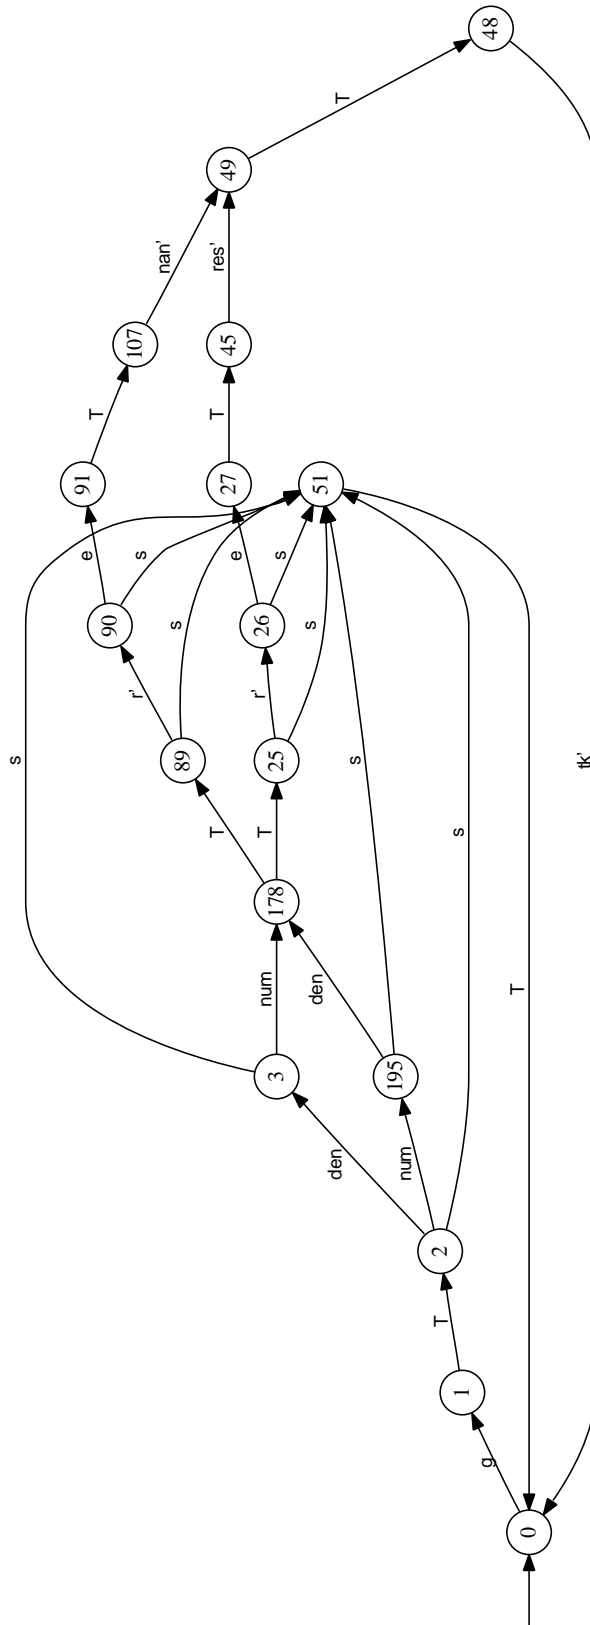 s
91
e T
90
r' s 107
nan'
s
89
T T res'
27 45 49
e
num T r' 26
3 178 25
s
den s
51
den T
s
195
num
2
T
s
1
g 48
T
0
tk'